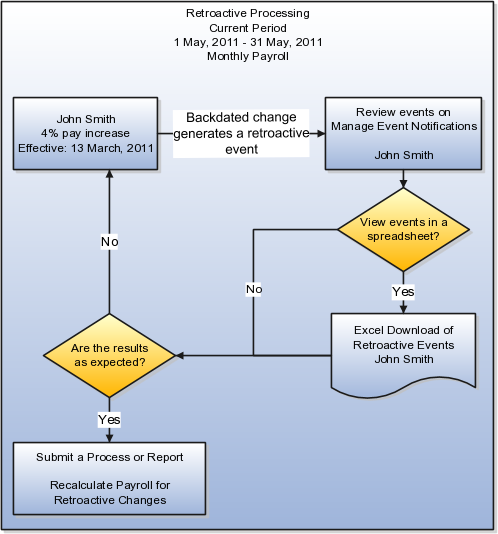 Retroactive Processing
Current Period
1 May, 2011 - 31 May, 2011
Monthly Payroll
John Smith
4% pay increase
Effective: 13 March, 2011
Backdated change
generates a retroactive
event
Review events on
Manage Event Notifications
John Smith
View events in a
spreadsheet?
No
Yes
Excel Download of
Retroactive Events
John Smith
No
Are the results
as expected?
Yes
Submit a Process or Report
Recalculate Payroll for
Retroactive Changes